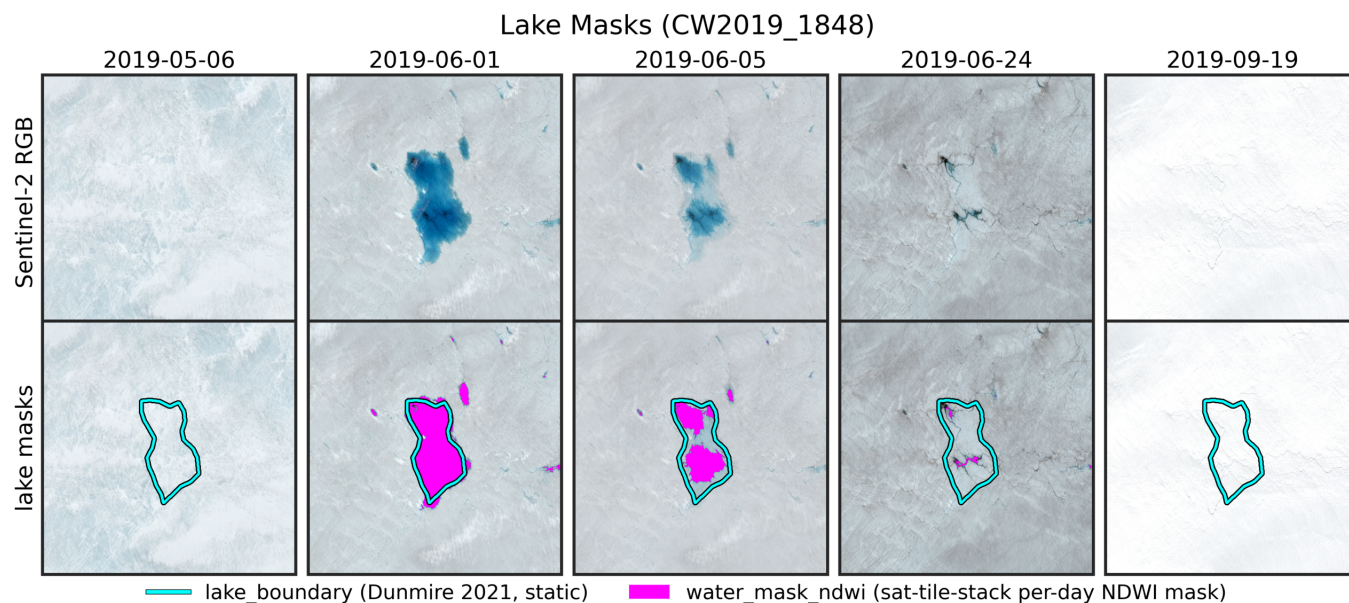 Lake Masks (CW2019_1848)
2019-05-06 2019-06-01 2019-06-05 2019-06-24 2019-09-19
Sentinel-2 RGB
lake masks
lake_boundary (Dunmire 2021, static) water_mask_ndwi (sat-tile-stack per-day NDWI mask)